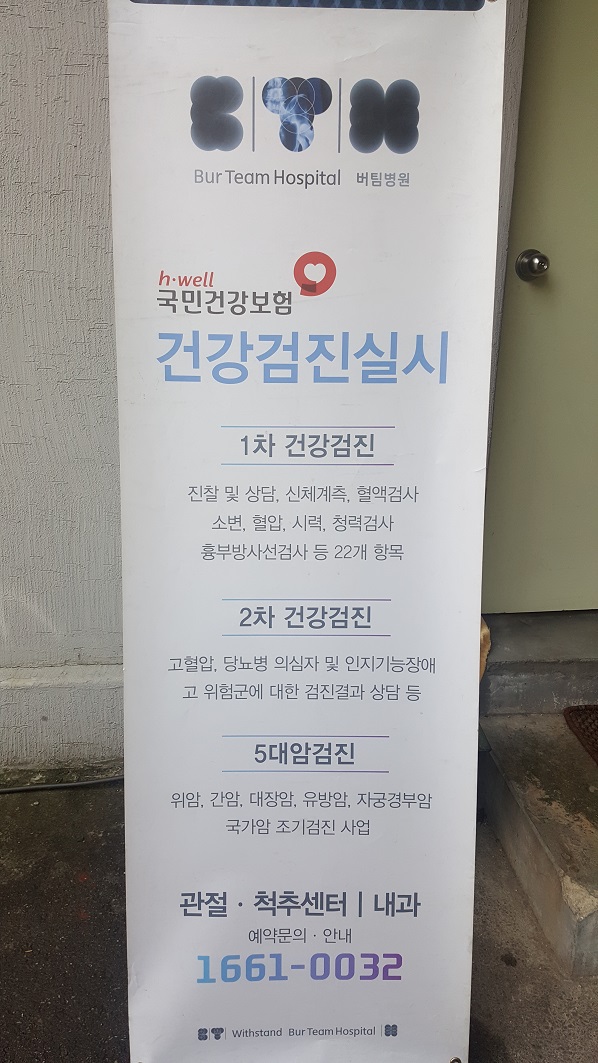 BTH
Bur Team Hospital 버팀병원
h·well
국민건강보험
건강검진실시
1차 건강검진
진찰 및 상담, 신체계측, 혈액검사
소변, 혈압, 시력, 청력검사
흉부방사선검사 등 22개 항목
2차 건강검진
고혈압, 당뇨병 의심자 및 인지기능장애
고 위험군에 대한 검진결과 상담 등
5대암검진
위암, 간암, 대장암, 유방암, 자궁경부암
국가암 조기검진 사업
관절 · 척추센터 | 내과
예약문의 · 안내
1661-0032
BT Withstand Bur Team Hospital H